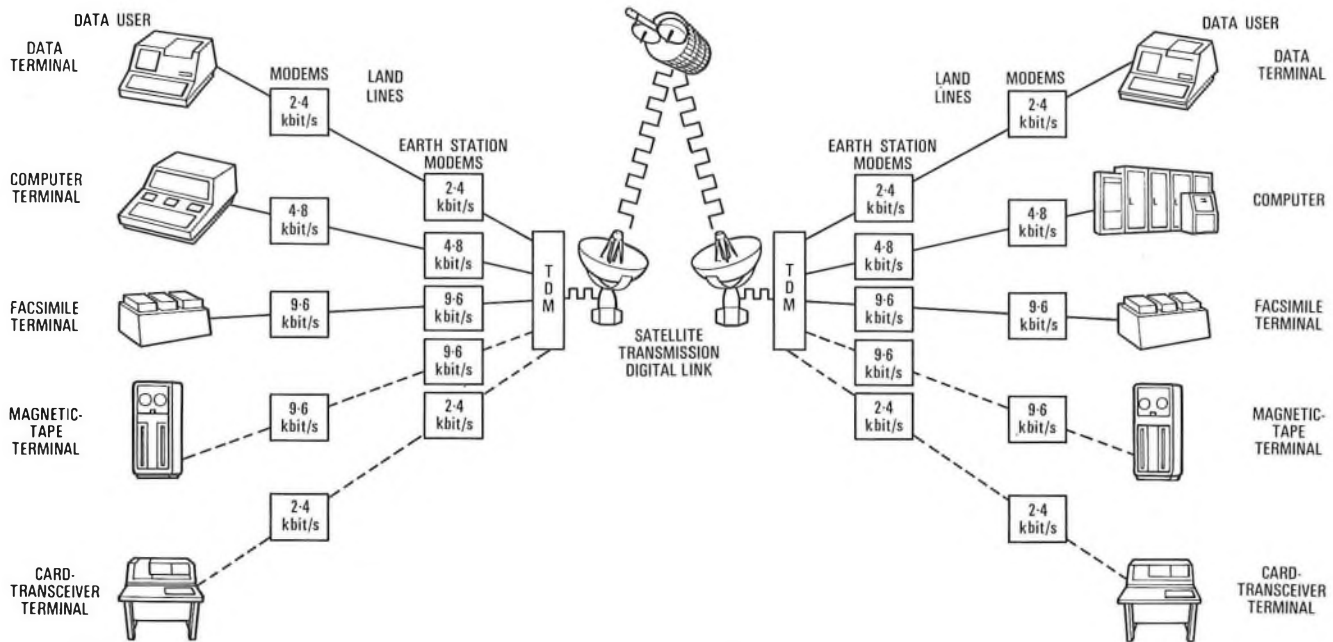 DATA USER
DATA
TERMINAL
MODEMS
2·4
kbit/s
LAND
LINES
EARTH STATION
MODEMS
2·4
kbit/s
COMPUTER
TERMINAL
4·8
kbit/s
4·8
kbit/s
FACSIMILE
TERMINAL
9·6
kbit/s
9·6
kbit/s
MAGNETIC-
TAPE
TERMINAL
9·6
kbit/s
9·6
kbit/s
CARD-
TRANSCEIVER
TERMINAL
2·4
kbit/s
2·4
kbit/s
TDM
SATELLITE
TRANSMISSION
DIGITAL LINK
TDM
DATA USER
DATA
TERMINAL
LAND
LINES
MODEMS
2·4
kbit/s
EARTH STATION
MODEMS
2·4
kbit/s
COMPUTER
4·8
kbit/s
4·8
kbit/s
9·6
kbit/s
9·6
kbit/s
FACSIMILE
TERMINAL
9·6
kbit/s
9·6
kbit/s
MAGNETIC-
TAPE
TERMINAL
2·4
kbit/s
2·4
kbit/s
CARD-
TRANSCEIVER
TERMINAL